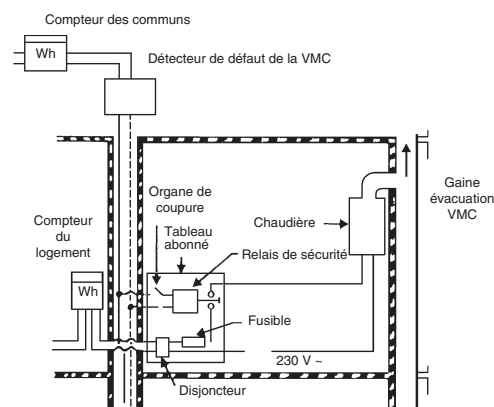 Compteur des communs
Wh
Détecteur de défaut de la VMC
Organe de
coupure
Tableau
abonné
Chaudière
Relais de sécurité
Gaine
évacuation
VMC
Compteur
du
logement
Wh
Fusible
230 V ~
Disjoncteur